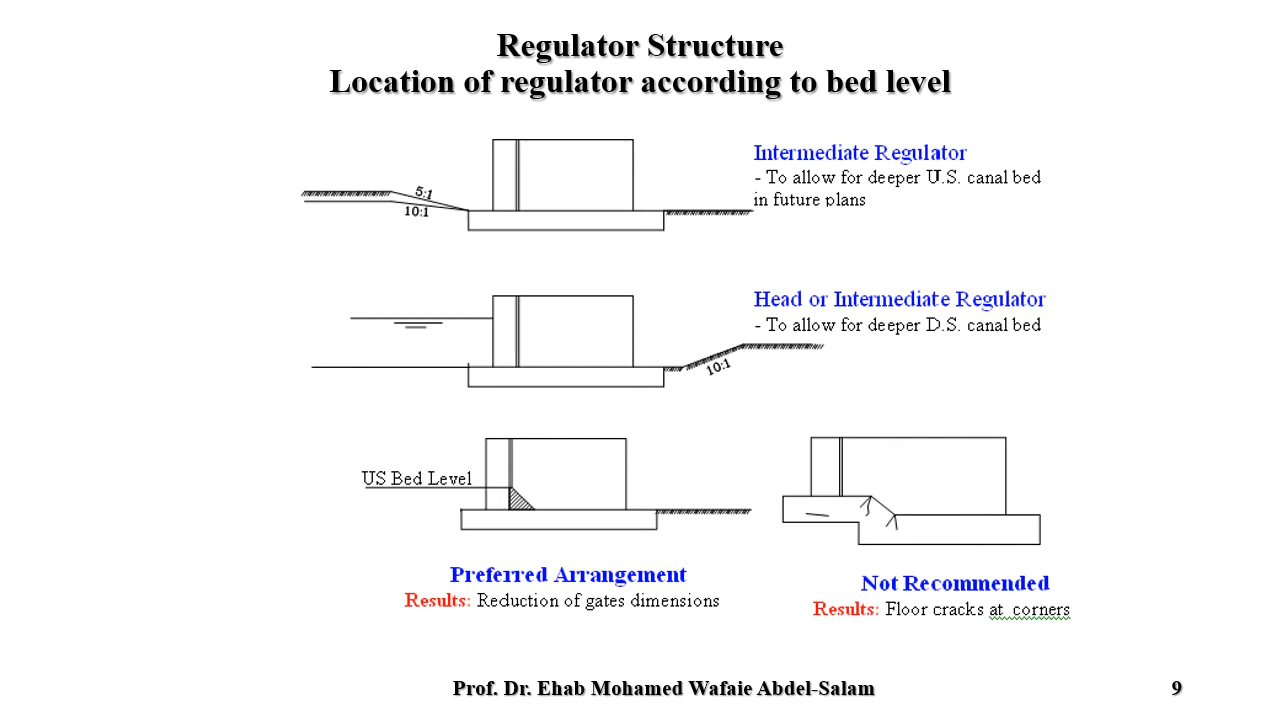 Regulator Structure
Location of regulator according to bed level
Intermediate Regulator
- To allow for deeper U.S. canal bed
in future plans
5:1
10:1
Head or Intermediate Regulator
- To allow for deeper D.S. canal bed
10:1
US Bed Level
Preferred Arrangement
Results: Reduction of gates dimensions
Not Recommended
Results: Floor cracks at corners
Prof. Dr. Ehab Mohamed Wafaie Abdel-Salam
9